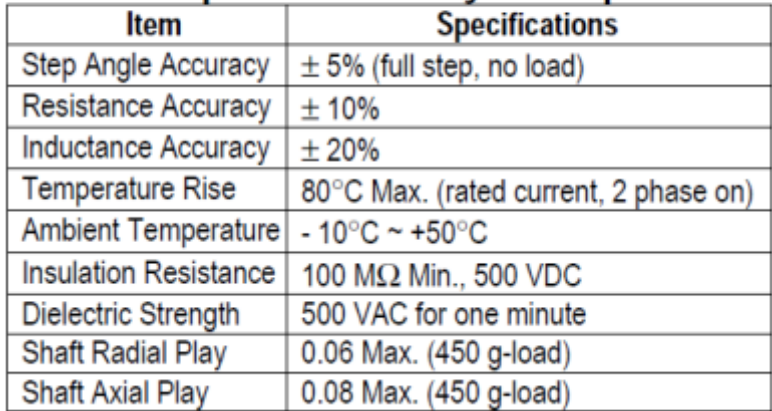 Item Specifications
Step Angle Accuracy ± 5% (full step, no load)
Resistance Accuracy ± 10%
Inductance Accuracy ± 20%
Temperature Rise 80°C Max. (rated current, 2 phase on)
Ambient Temperature - 10°C ~ +50°C
Insulation Resistance 100 MΩ Min., 500 VDC
Dielectric Strength 500 VAC for one minute
Shaft Radial Play 0.06 Max. (450 g-load)
Shaft Axial Play 0.08 Max. (450 g-load)